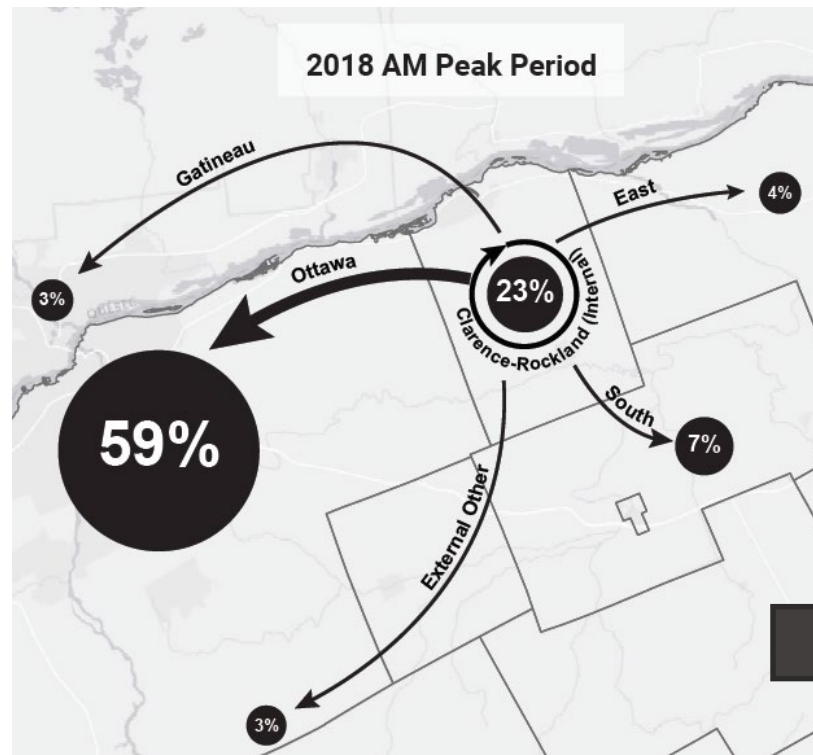 2018 AM Peak Period
Gatineau
East
4%
Ottawa
3%
23%
Clarence-Rockland (Internal)
59%
South
7%
External Other
3%